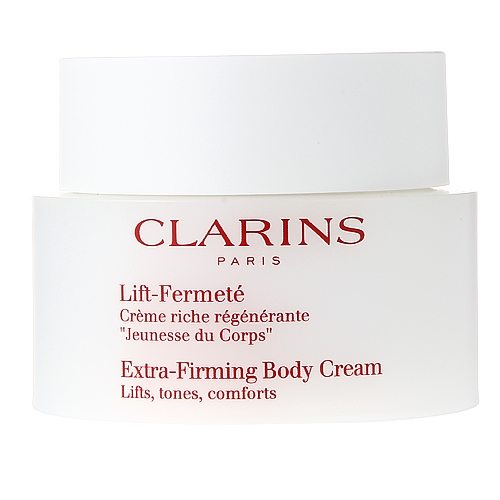 CLARINS
PARIS
Lift-Fermeté
Crème riche régénérante
"Jeunesse du Corps"
Extra-Firming Body Cream
Lifts, tones, comforts